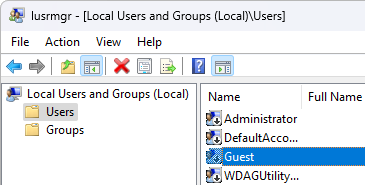 lusrmgr - [Local Users and Groups (Local)\Users]
File Action View Help
Local Users and Groups (Local)
Users
Groups
Name Full Name
Administrator
DefaultAcco...
Guest
WDAGUtility...